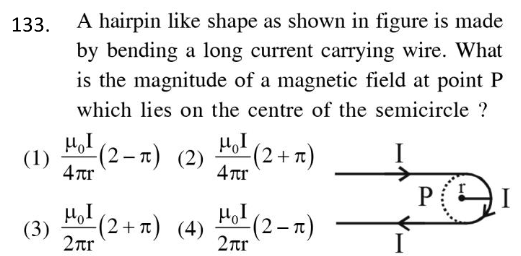 133. A hairpin like shape as shown in figure is made
by bending a long current carrying wire. What
is the magnitude of a magnetic field at point P
which lies on the centre of the semicircle ?
(1) μ₀I/4πr (2 – π) (2) μ₀I/4πr (2 + π)
(3) μ₀I/2πr (2 + π) (4) μ₀I/2πr (2 – π)
I
P r I
I